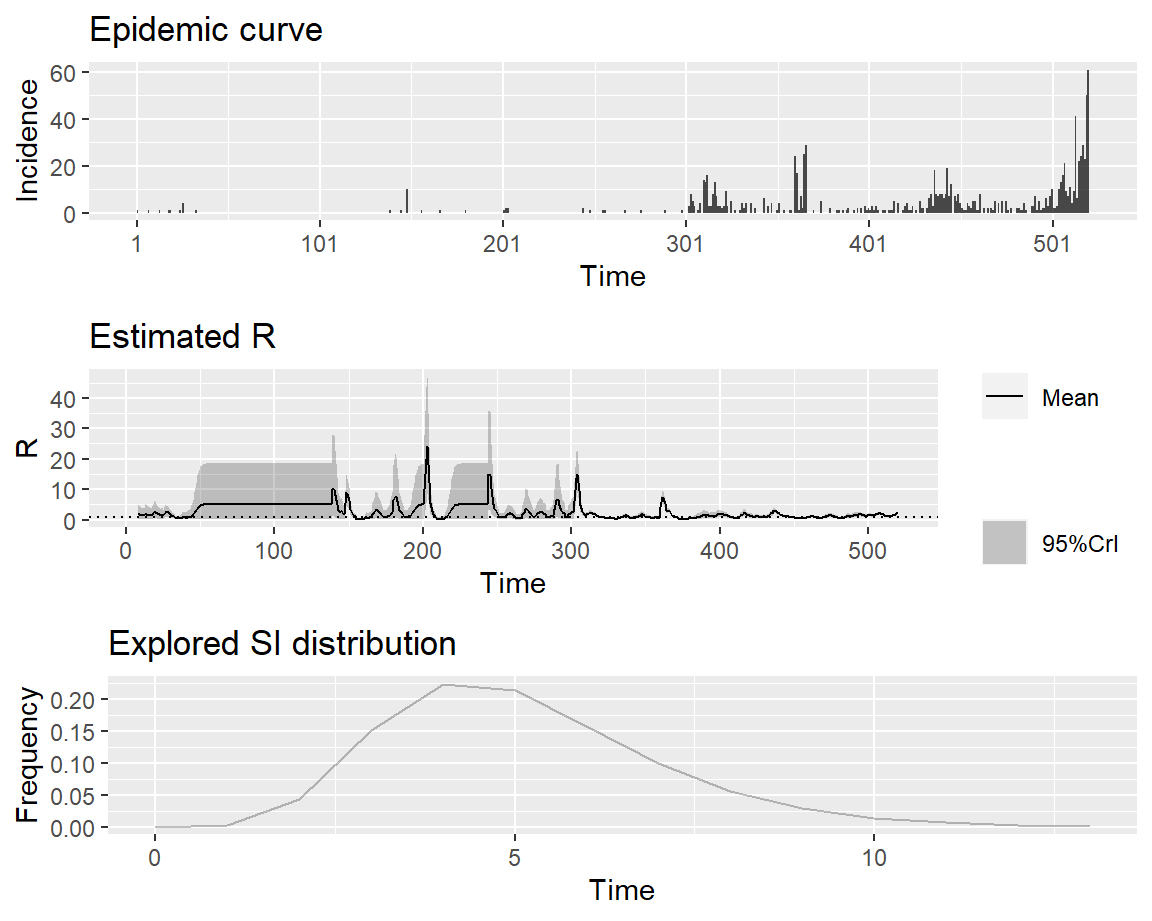 Epidemic curve
Incidence
60
40
20
0
1 101 201 301 401 501
Time
Estimated R
R
40
30
20
10
0
0 100 200 300 400 500
Time
Mean
95%CrI
Explored SI distribution
Frequency
0.20
0.15
0.10
0.05
0.00
0 5 10
Time